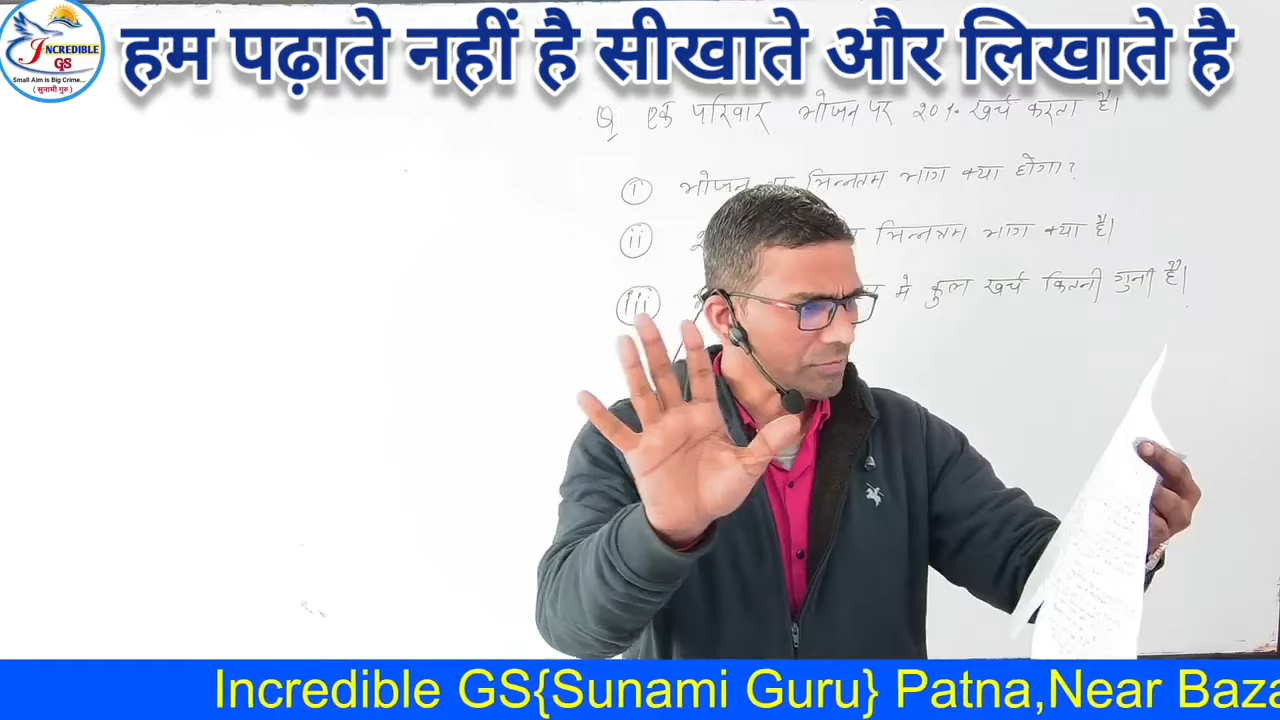 INCREDIBLE
GS
Small Aim is Big Crime...
( सुनामी गुरु )
हम पढ़ाते नहीं है सीखाते और लिखाते है
Q एक परिवार भोजन पर 20% खर्च करता है।
i भोजन भिन्नतम भाग क्या होगा?
ii भिन्नतम भाग क्या है।
iii मे कुल खर्च कितनी गुनी है।
Incredible GS{Sunami Guru} Patna,Near Baza